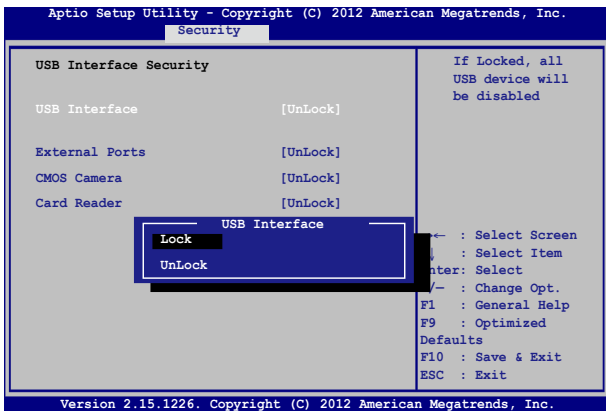 Aptio Setup Utility - Copyright (C) 2012 American Megatrends, Inc.
Security
USB Interface Security
USB Interface [UnLock]
External Ports [UnLock]
CMOS Camera [UnLock]
Card Reader [UnLock]
USB Interface
Lock
UnLock
If Locked, all
USB device will
be disabled
←  : Select Screen
: Select Item
: Select
: Change Opt.
F1 : General Help
F9 : Optimized
Defaults
F10 : Save & Exit
ESC : Exit
Version 2.15.1226. Copyright (C) 2012 American Megatrends, Inc.